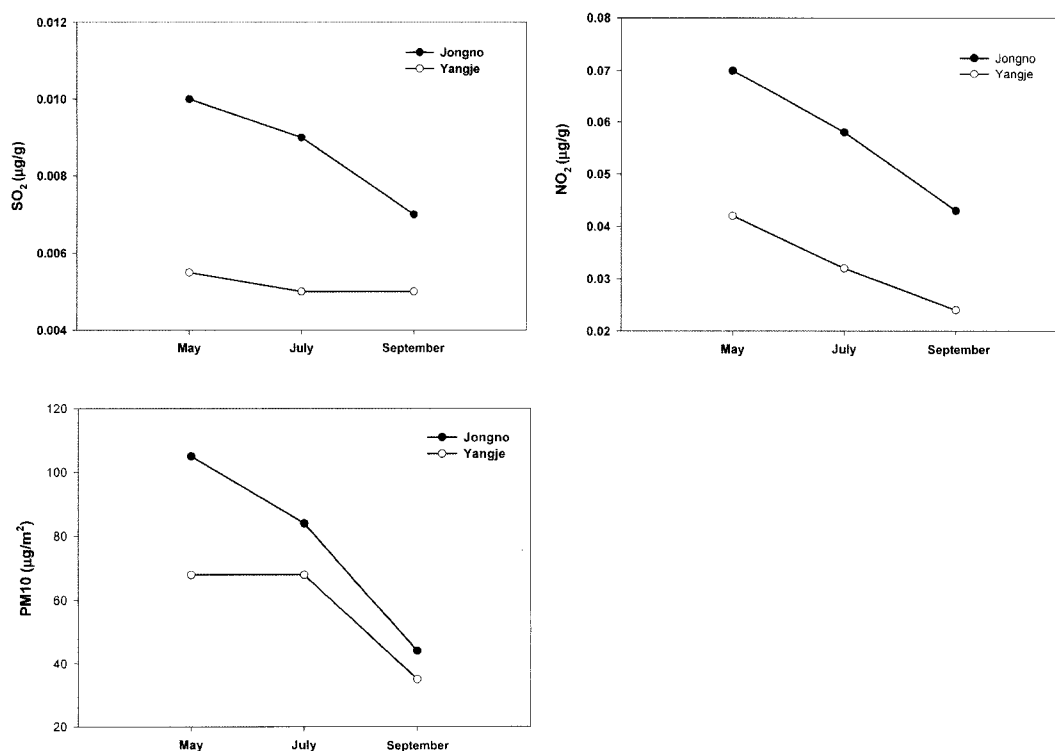 0.012
0.010
0.008
0.006
0.004
SO2 (μg/g)
Jongno
Yangje
May July September
0.08
0.07
0.06
0.05
0.04
0.03
0.02
NO2 (μg/g)
Jongno
Yangje
May July September
120
100
80
60
40
20
PM10 (μg/m2)
Jongno
Yangje
May July September